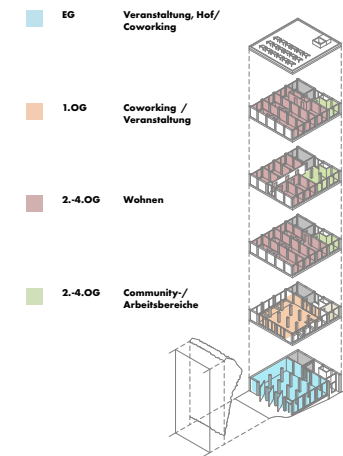 EG Veranstaltung, Hof/
Coworking
1.OG Coworking /
Veranstaltung
2.-4.OG Wohnen
2.-4.OG Community-/
Arbeitsbereiche